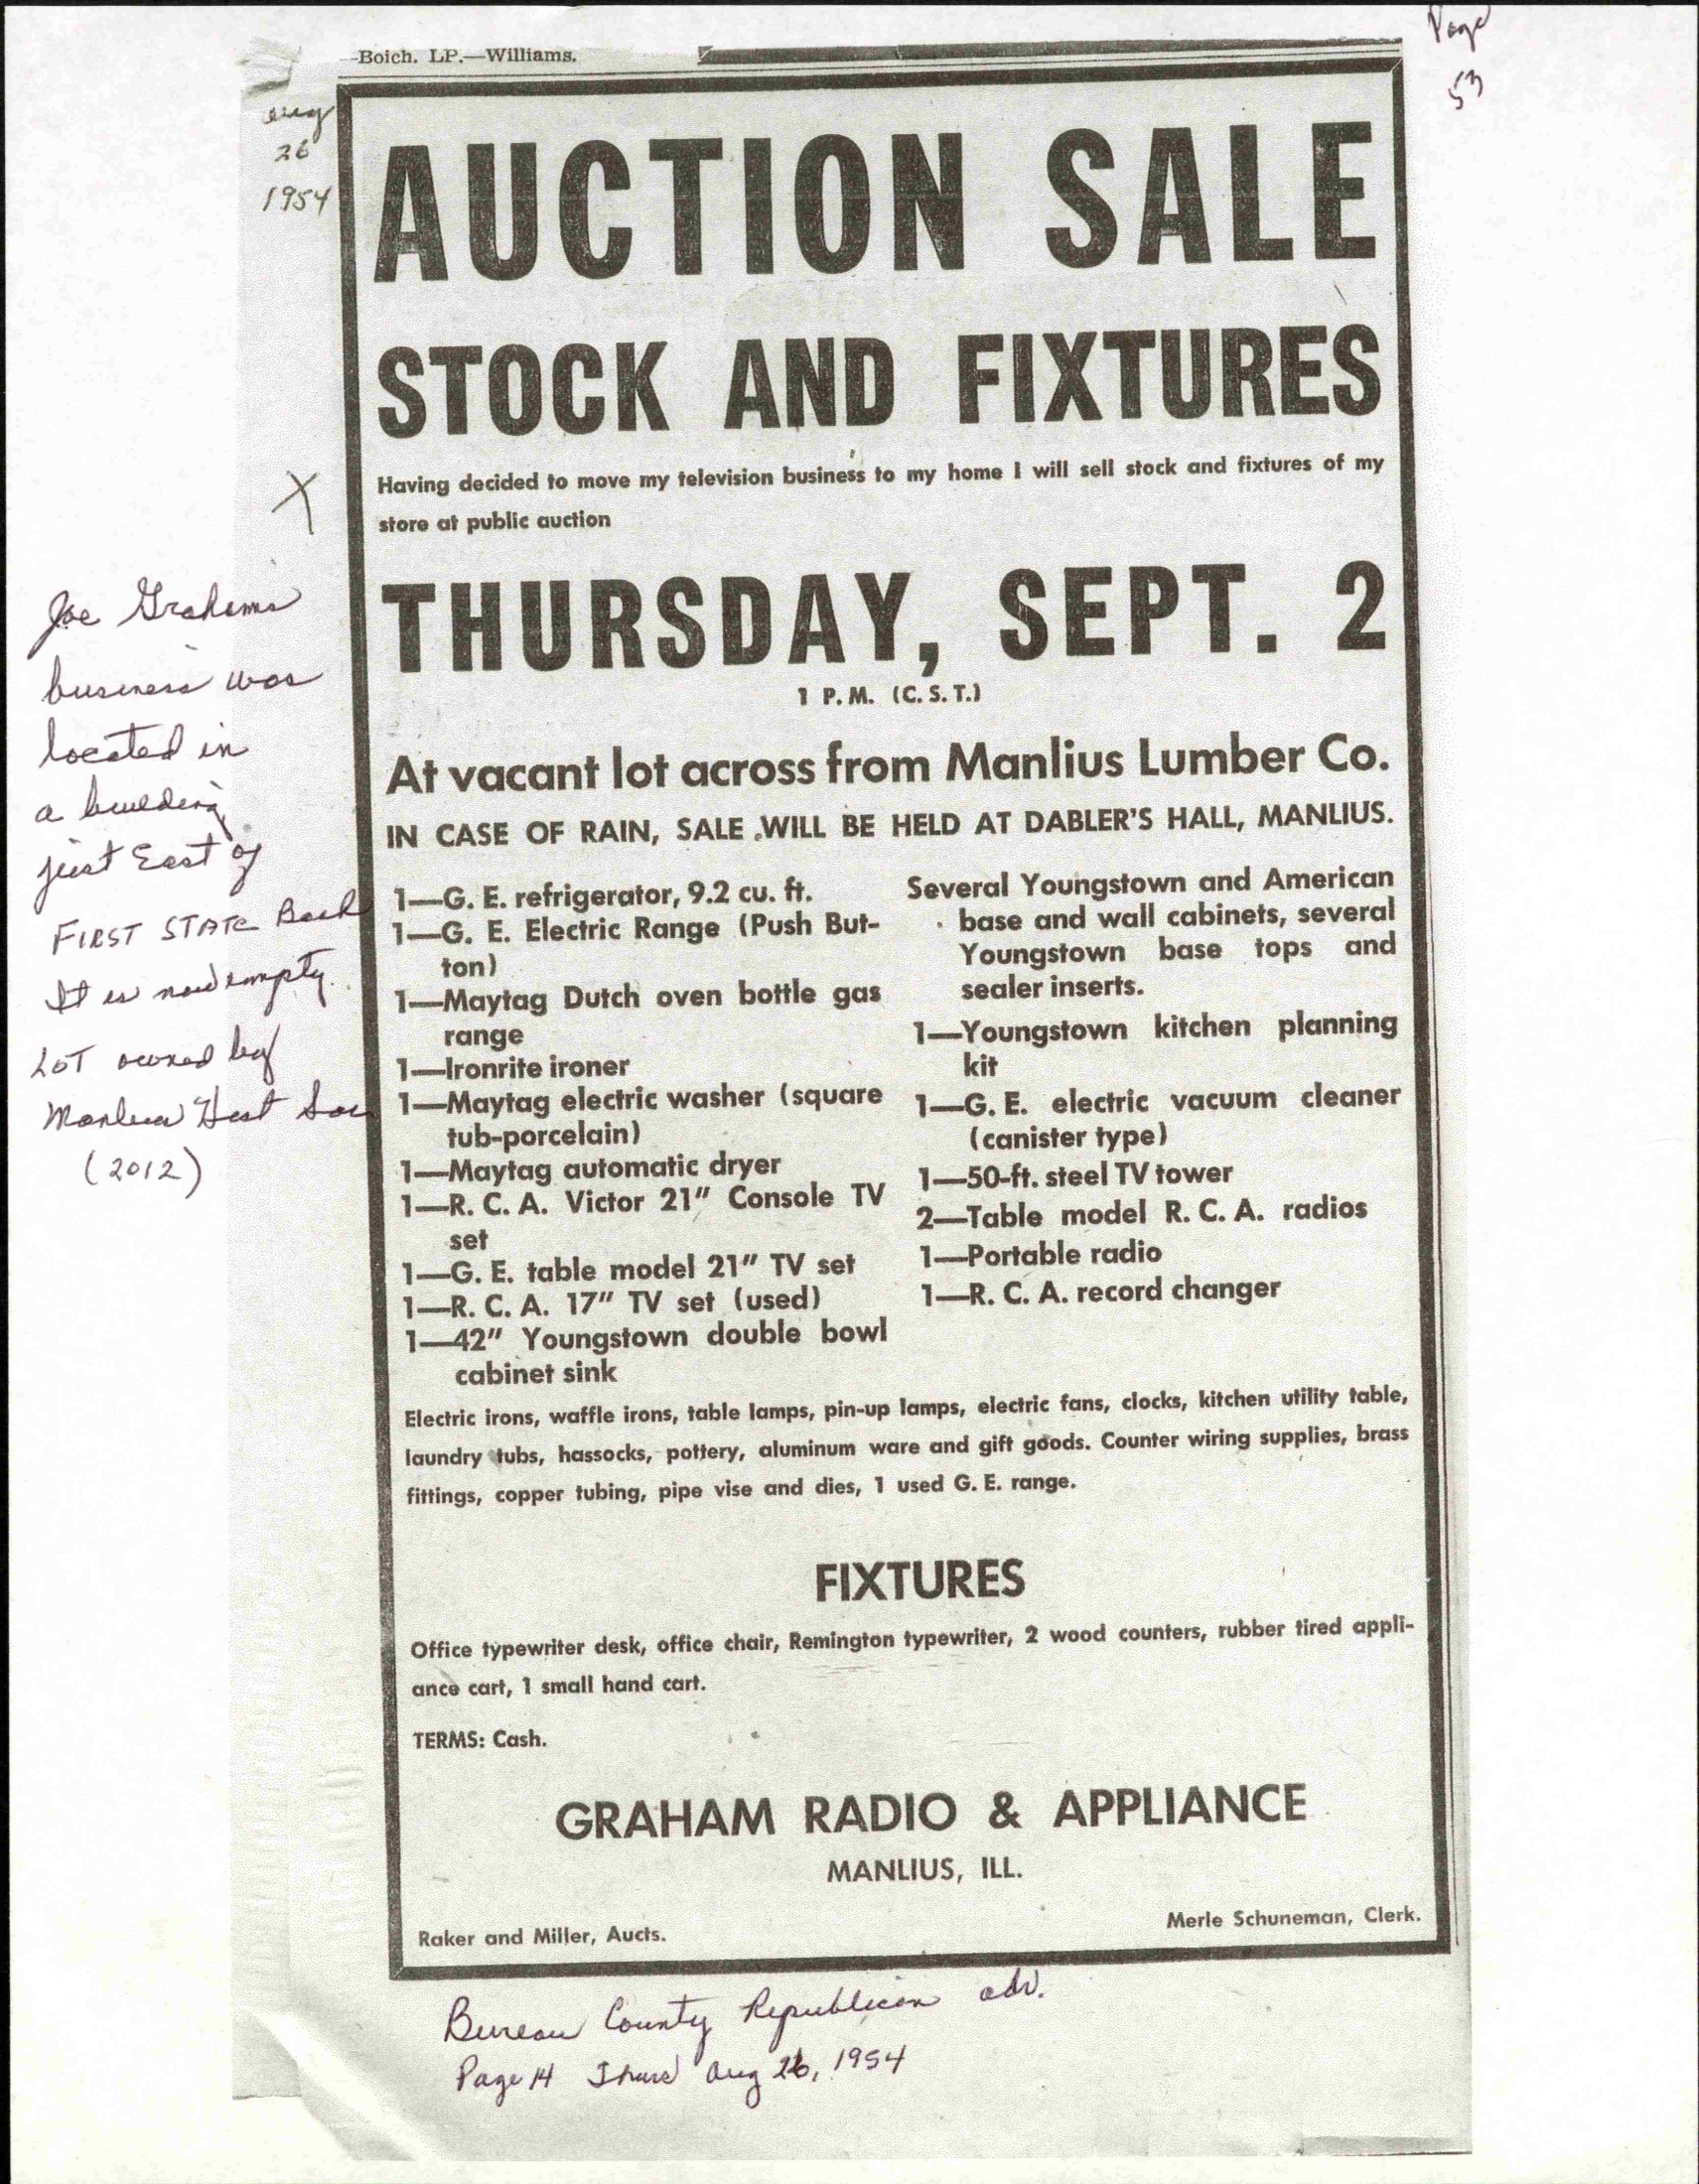 -Boich. LP.—Williams.
Page
53
Aug
26
1954
AUCTION SALE
STOCK AND FIXTURES
Having decided to move my television business to my home I will sell stock and fixtures of my
store at public auction
X
THURSDAY, SEPT. 2
1 P. M. (C. S. T.)
At vacant lot across from Manlius Lumber Co.
IN CASE OF RAIN, SALE WILL BE HELD AT DABLER'S HALL, MANLIUS.
Joe Grahams
business was
located in
a building
just East of
FIRST STATE Bank
It is now empty.
LOT owned by
Manlius Hist Soc
(2012)
1—G. E. refrigerator, 9.2 cu. ft.
1—G. E. Electric Range (Push But-
ton)
1—Maytag Dutch oven bottle gas
range
1—Ironrite ironer
1—Maytag electric washer (square
tub-porcelain)
1—Maytag automatic dryer
1—R. C. A. Victor 21" Console TV
set
1—G. E. table model 21" TV set
1—R. C. A. 17" TV set (used)
1—42" Youngstown double bowl
cabinet sink
Several Youngstown and American
base and wall cabinets, several
Youngstown base tops and
sealer inserts.
1—Youngstown kitchen planning
kit
1—G. E. electric vacuum cleaner
(canister type)
1—50-ft. steel TV tower
2—Table model R. C. A. radios
1—Portable radio
1—R. C. A. record changer
Electric irons, waffle irons, table lamps, pin-up lamps, electric fans, clocks, kitchen utility table,
laundry tubs, hassocks, pottery, aluminum ware and gift goods. Counter wiring supplies, brass
fittings, copper tubing, pipe vise and dies, 1 used G. E. range.
FIXTURES
Office typewriter desk, office chair, Remington typewriter, 2 wood counters, rubber tired appli-
ance cart, 1 small hand cart.
TERMS: Cash.
GRAHAM RADIO & APPLIANCE
MANLIUS, ILL.
Raker and Miller, Aucts.
Merle Schuneman, Clerk.
Bureau County Republican adv.
Page 14 Thurs Aug 26, 1954